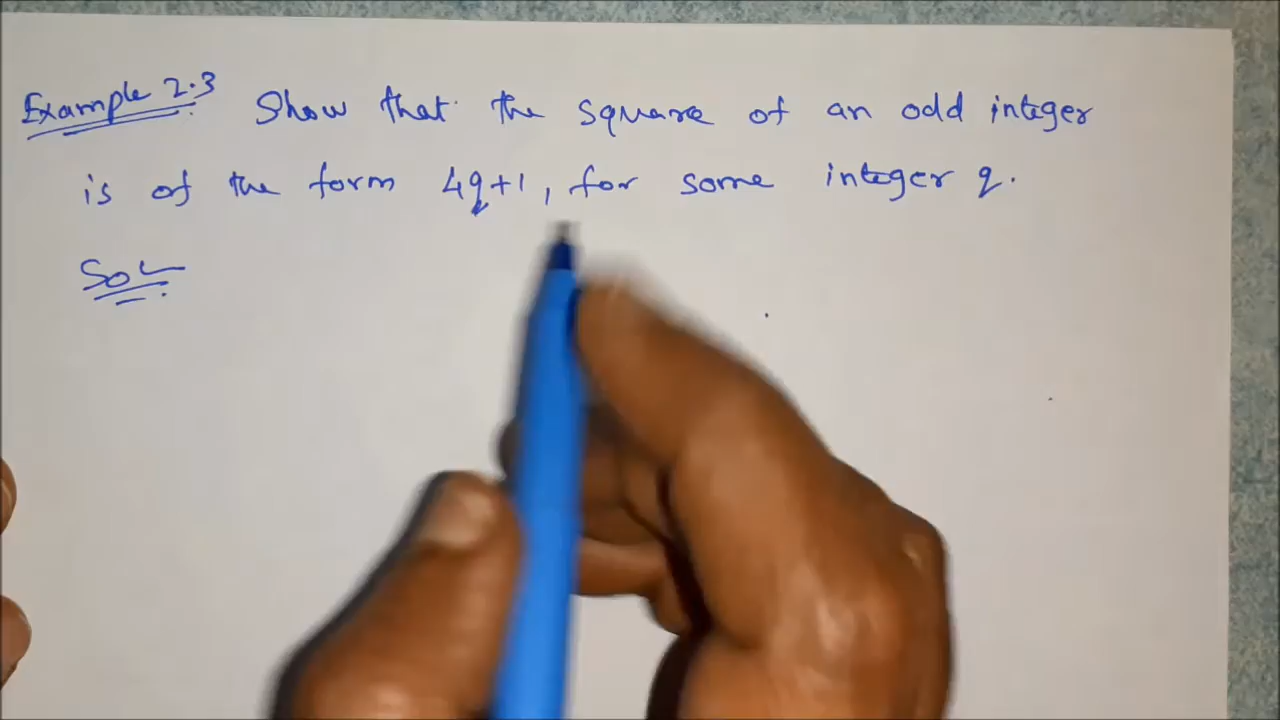 Example 2.3 Show that the square of an odd integer
is of the form 4q+1, for some integer q.
Sol